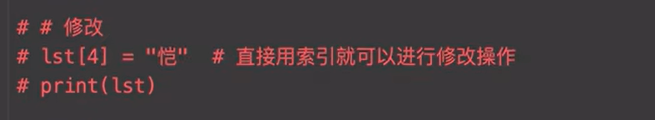 # # 修改
# lst[4] = "恺"  # 直接用索引就可以进行修改操作
# print(lst)